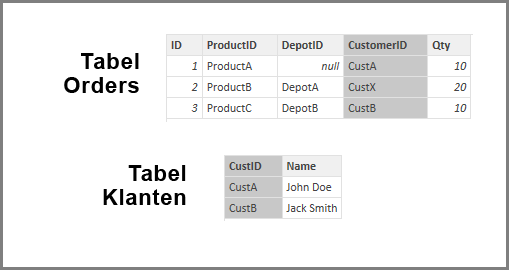 Tabel Orders
ID ProductID DepotID CustomerID Qty
1 ProductA null CustA 10
2 ProductB DepotA CustX 20
3 ProductC DepotB CustB 10
Tabel Klanten
CustID Name
CustA John Doe
CustB Jack Smith